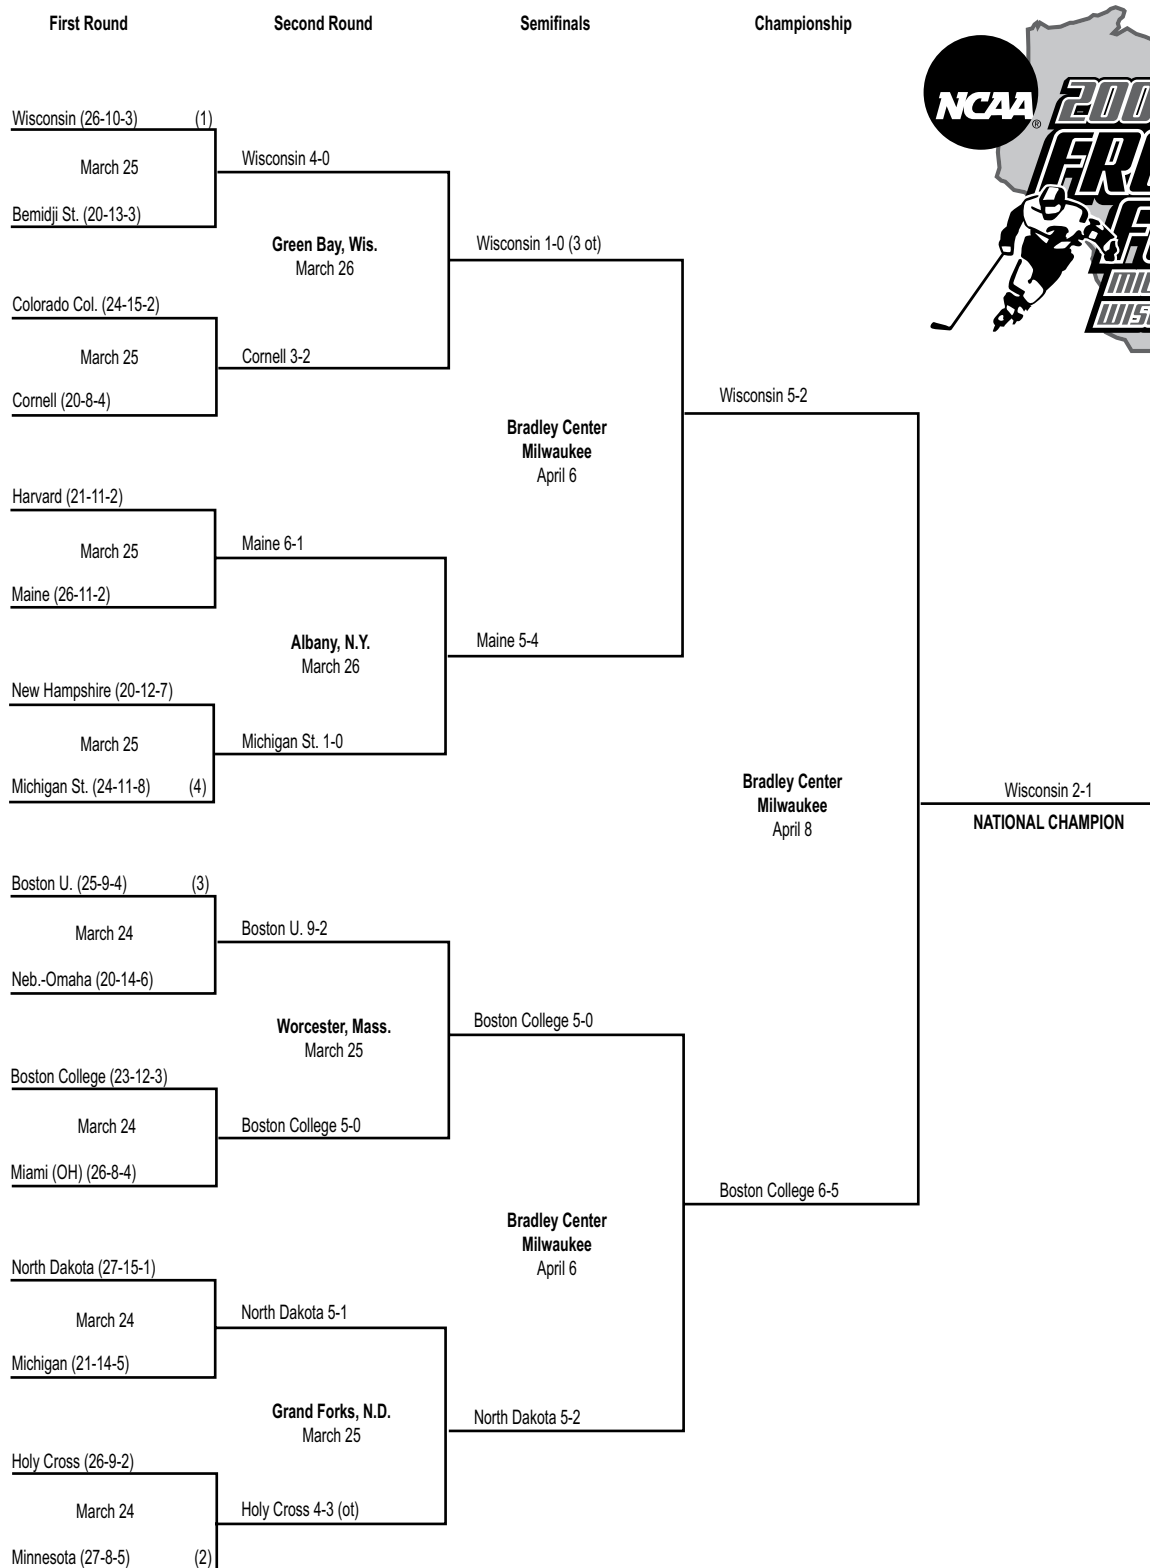 First Round
Second Round
Semifinals
Championship
NCAA
®
Wisconsin (26-10-3) (1)
March 25
Bemidji St. (20-13-3)
Wisconsin 4-0
Green Bay, Wis.
March 26
Colorado Col. (24-15-2)
March 25
Cornell (20-8-4)
Cornell 3-2
Wisconsin 1-0 (3 ot)
Bradley Center
Milwaukee
April 6
Wisconsin 5-2
Harvard (21-11-2)
March 25
Maine (26-11-2)
Maine 6-1
Albany, N.Y.
March 26
Maine 5-4
New Hampshire (20-12-7)
March 25
Michigan St. (24-11-8) (4)
Michigan St. 1-0
Bradley Center
Milwaukee
April 8
Wisconsin 2-1
NATIONAL CHAMPION
Boston U. (25-9-4) (3)
March 24
Neb.-Omaha (20-14-6)
Boston U. 9-2
Worcester, Mass.
March 25
Boston College 5-0
Boston College (23-12-3)
March 24
Miami (OH) (26-8-4)
Boston College 5-0
Bradley Center
Milwaukee
April 6
Boston College 6-5
North Dakota (27-15-1)
March 24
Michigan (21-14-5)
North Dakota 5-1
Grand Forks, N.D.
March 25
North Dakota 5-2
Holy Cross (26-9-2)
March 24
Minnesota (27-8-5) (2)
Holy Cross 4-3 (ot)